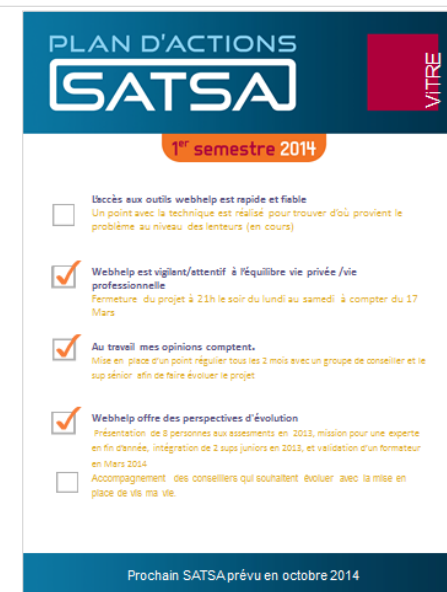 PLAN D'ACTIONS
SATSA
ViTRE
1er semestre 2014
L'accès aux outils webhelp est rapide et fiable
Un point avec la technique est réalisé pour trouver d'où provient le
problème au niveau des lenteurs (en cours)
Webhelp est vigilant/attentif à l'équilibre vie privée /vie
professionnelle
Fermeture du projet à 21h le soir du lundi au samedi à compter du 17
Mars
Au travail mes opinions comptent.
Mise en place d'un point régulier tous les 2 mois avec un groupe de conseiller et le
sup sénior afin de faire évoluer le projet
Webhelp offre des perspectives d'évolution
Présentation de 8 personnes aux assesments en 2013, mission pour une experte
en fin d'année, intégration de 2 sups juniors en 2013, et validation d'un formateur
en Mars 2014
Accompagnement des conseillers qui souhaitent évoluer avec la mise en
place de vis ma vie.
Prochain SATSA prévu en octobre 2014